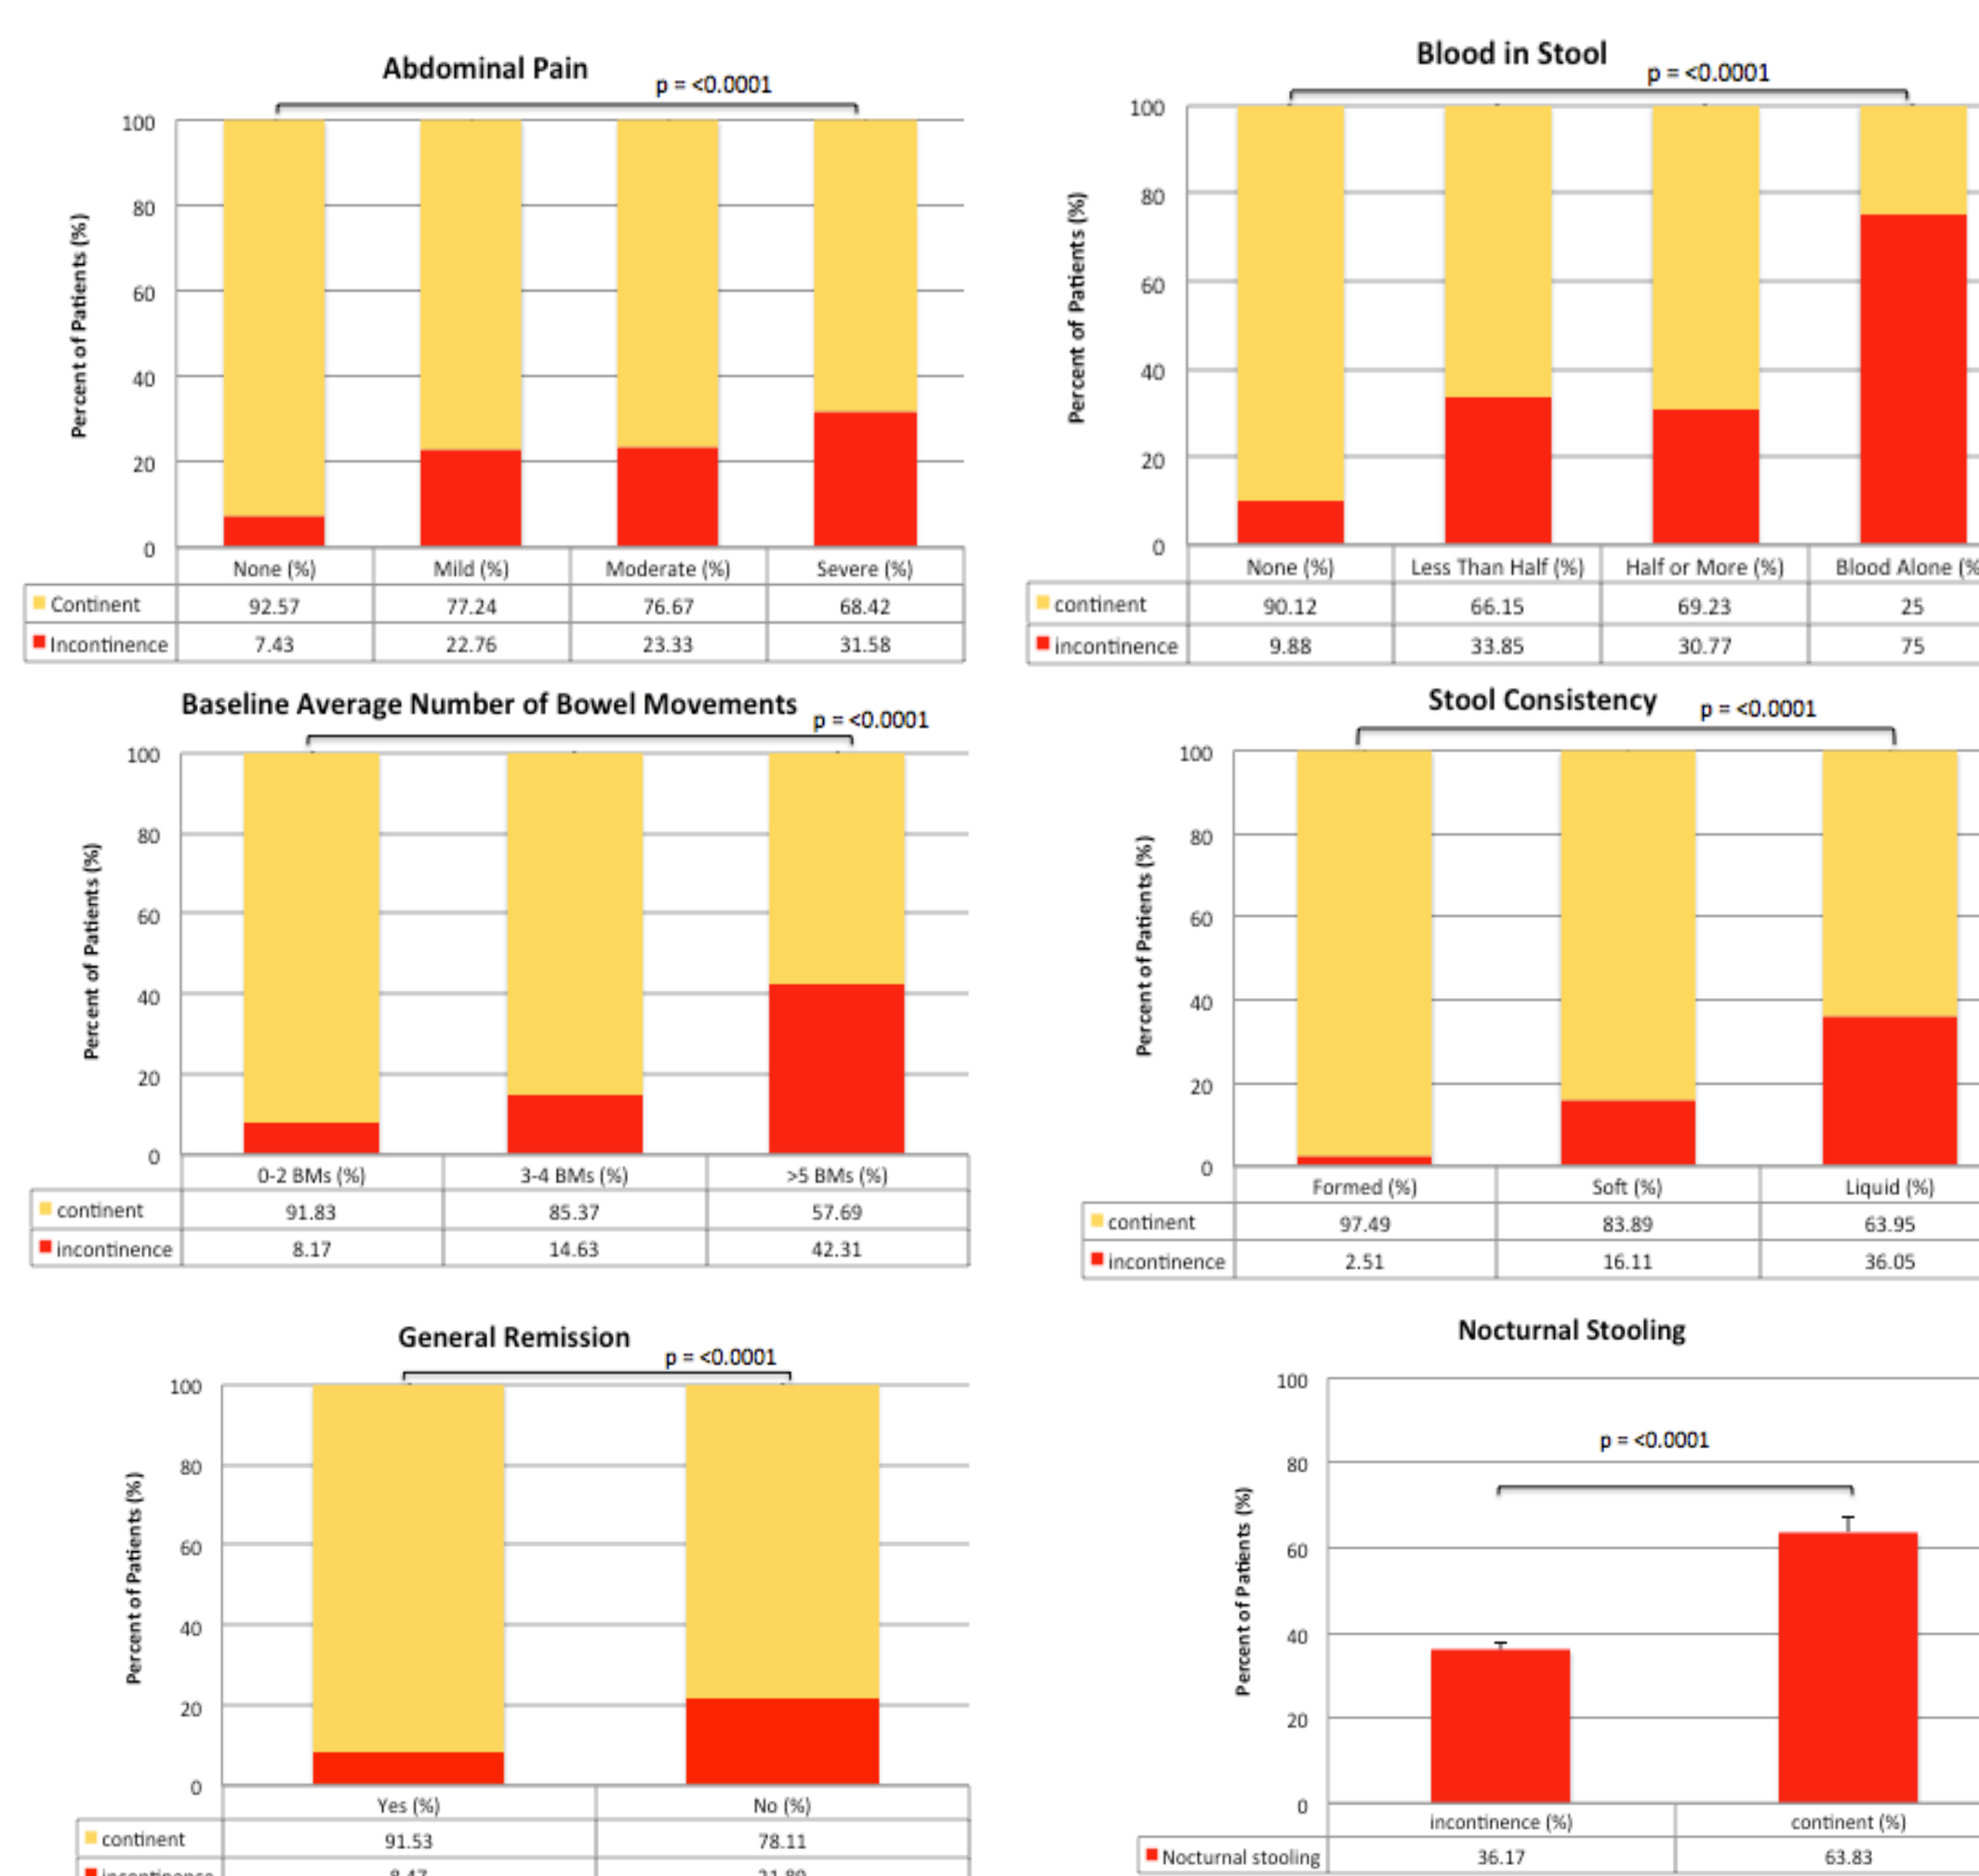 Abdominal Pain
p = <0.0001
Percent of Patients (%)
100
80
60
40
20
0
None (%) Mild (%) Moderate (%) Severe (%)
Continent 92.57 77.24 76.67 68.42
Incontinence 7.43 22.76 23.33 31.58
Blood in Stool
p = <0.0001
Percent of Patients (%)
100
80
60
40
20
0
None (%) Less Than Half (%) Half or More (%) Blood Alone (%
continent 90.12 66.15 69.23 25
incontinence 9.88 33.85 30.77 75
Baseline Average Number of Bowel Movements
p = <0.0001
Percent of Patients (%)
100
80
60
40
20
0
0-2 BMs (%) 3-4 BMs (%) >5 BMs (%)
continent 91.83 85.37 57.69
incontinence 8.17 14.63 42.31
Stool Consistency
p = <0.0001
Percent of Patients (%)
100
80
60
40
20
0
Formed (%) Soft (%) Liquid (%)
continent 97.49 83.89 63.95
incontinence 2.51 16.11 36.05
General Remission
p = <0.0001
Percent of Patients (%)
100
80
60
40
20
0
Yes (%) No (%)
continent 91.53 78.11
incontinence 8.47 21.89
Nocturnal Stooling
p = <0.0001
Percent of Patients (%)
100
80
60
40
20
0
incontinence (%) continent (%)
Nocturnal stooling 36.17 63.83